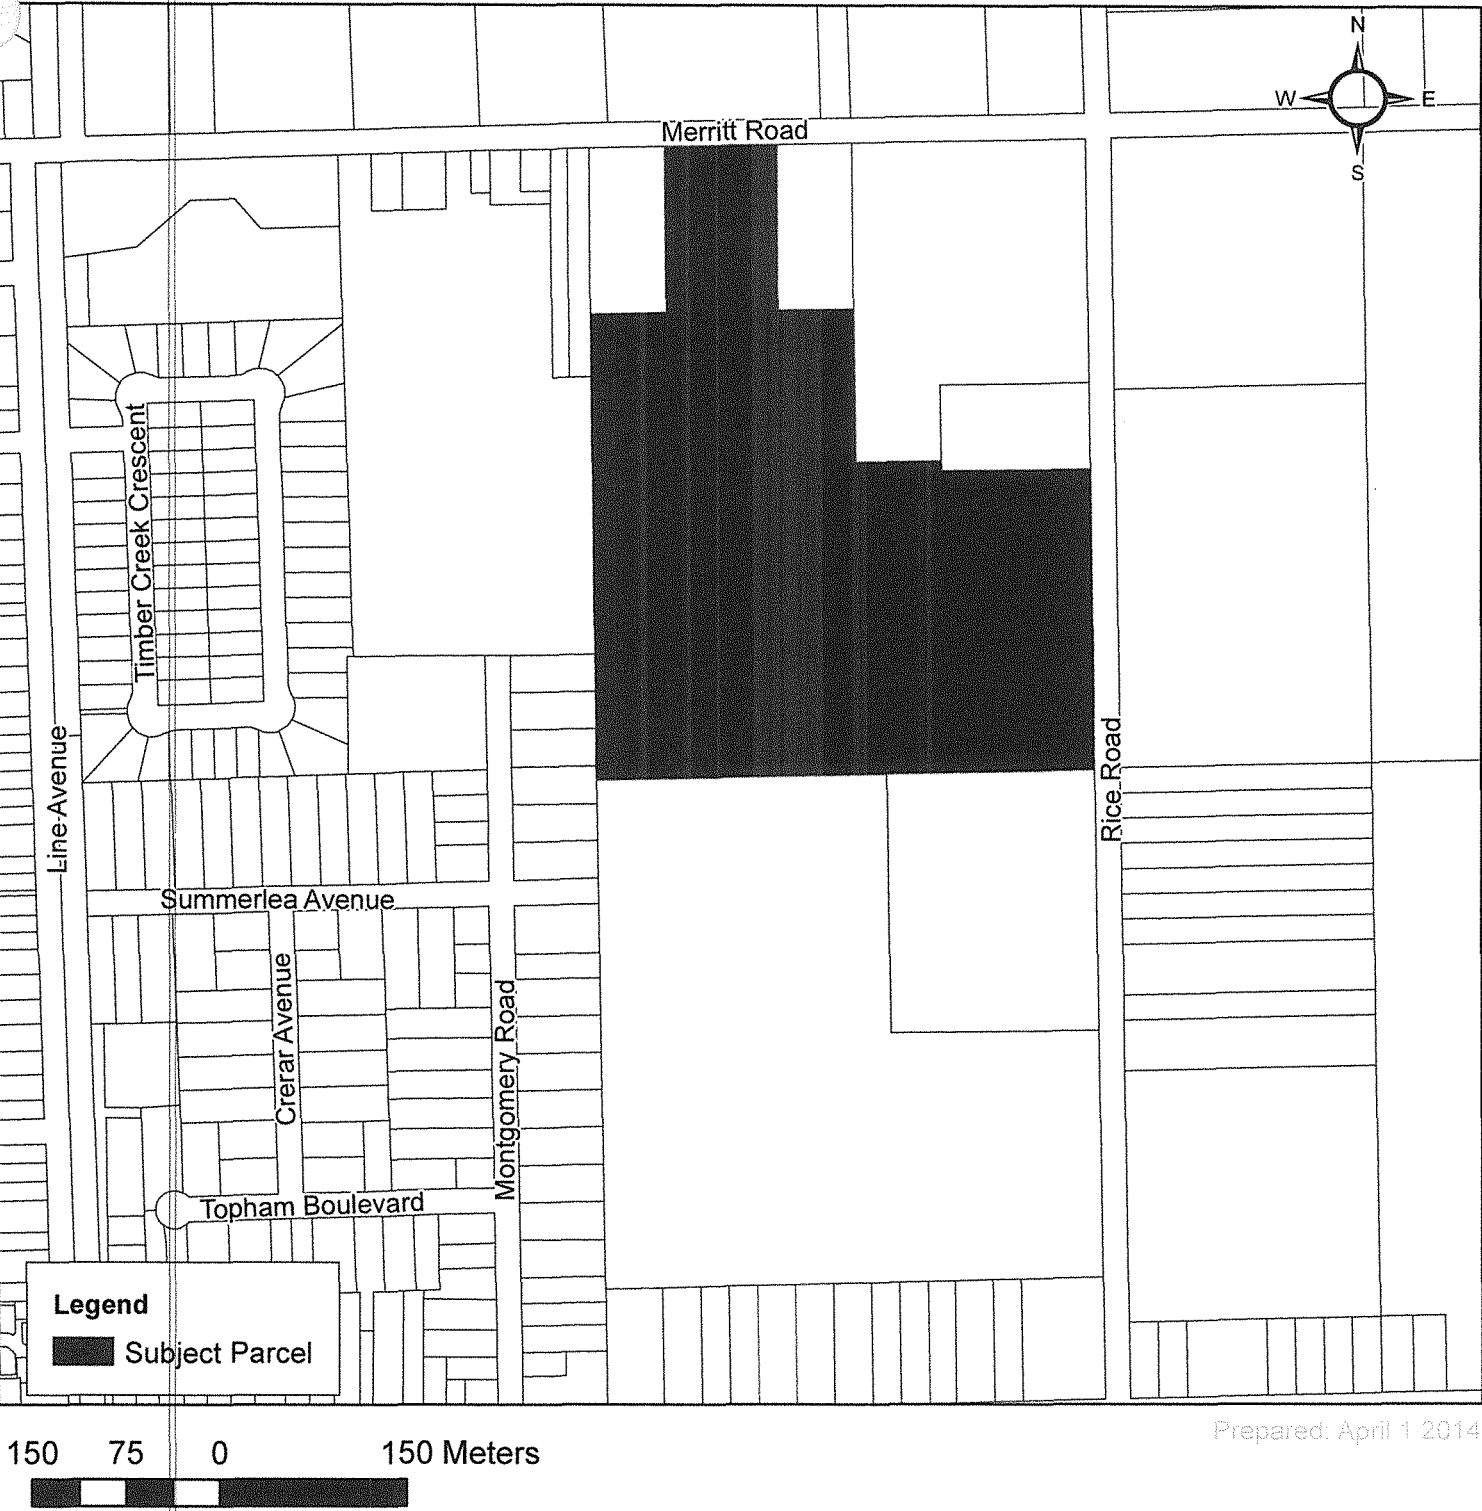 N
W E
S
Merritt Road
Timber Creek Crescent
Line Avenue
Rice Road
Summerlea Avenue
Crerar Avenue
Montgomery Road
Topham Boulevard
Legend
Subject Parcel
Prepared: April 1 2014
150 75 0 150 Meters